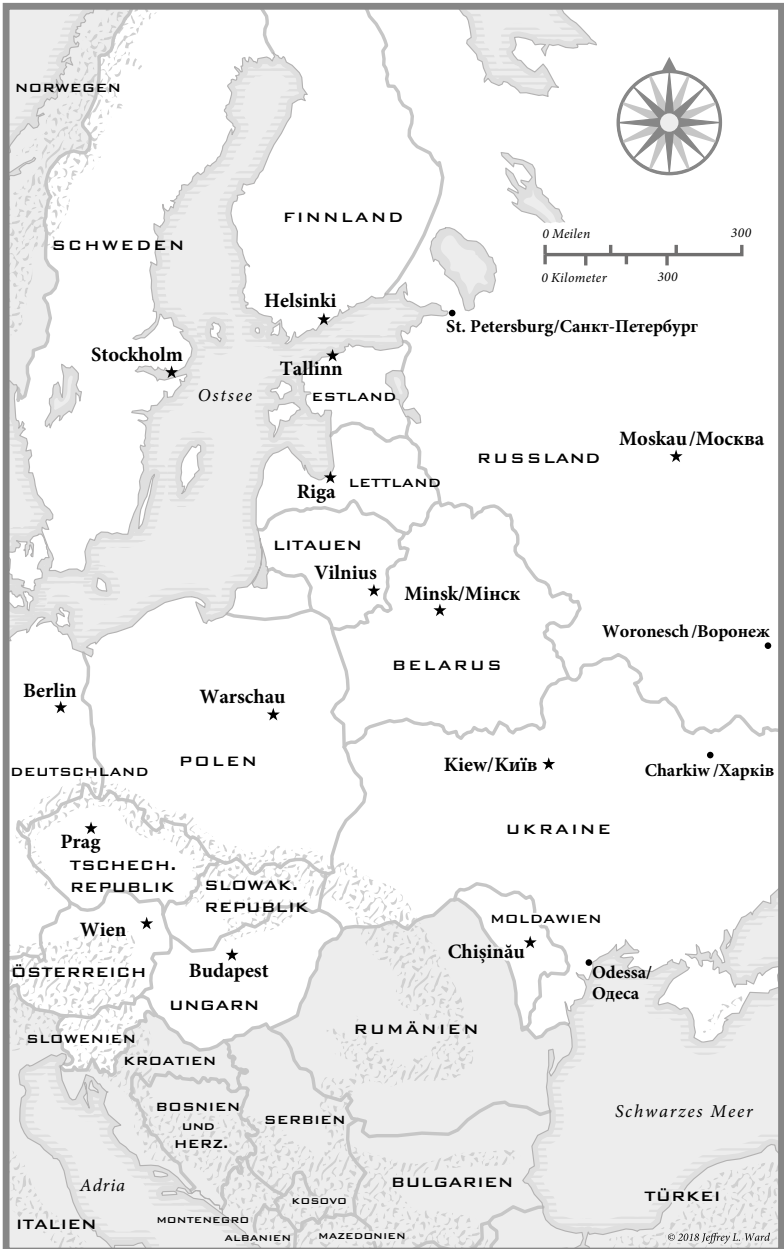 NORWEGEN
FINNLAND
SCHWEDEN
0 Meilen 300
0 Kilometer 300
Helsinki
St. Petersburg/Санкт-Петербург
Stockholm
Tallinn
Ostsee
ESTLAND
Moskau/Москва
RUSSLAND
Riga
LETTLAND
LITAUEN
Vilnius
Minsk/Мінск
Woronesch/Воронеж
BELARUS
Berlin
Warschau
POLEN
DEUTSCHLAND
Kiew/Київ
Charkiw/Харків
UKRAINE
Prag
TSCHECH.
REPUBLIK
SLOWAK.
REPUBLIK
MOLDAWIEN
Wien
Chişinău
ÖSTERREICH
Budapest
Odessa/
Одеса
UNGARN
RUMÄNIEN
SLOWENIEN
KROATIEN
BOSNIEN
UND
HERZ.
SERBIEN
Schwarzes Meer
Adria
BULGARIEN
KOSOVO
TÜRKEI
ITALIEN
MONTENEGRO
ALBANIEN
MAZEDONIEN
© 2018 Jeffrey L. Ward